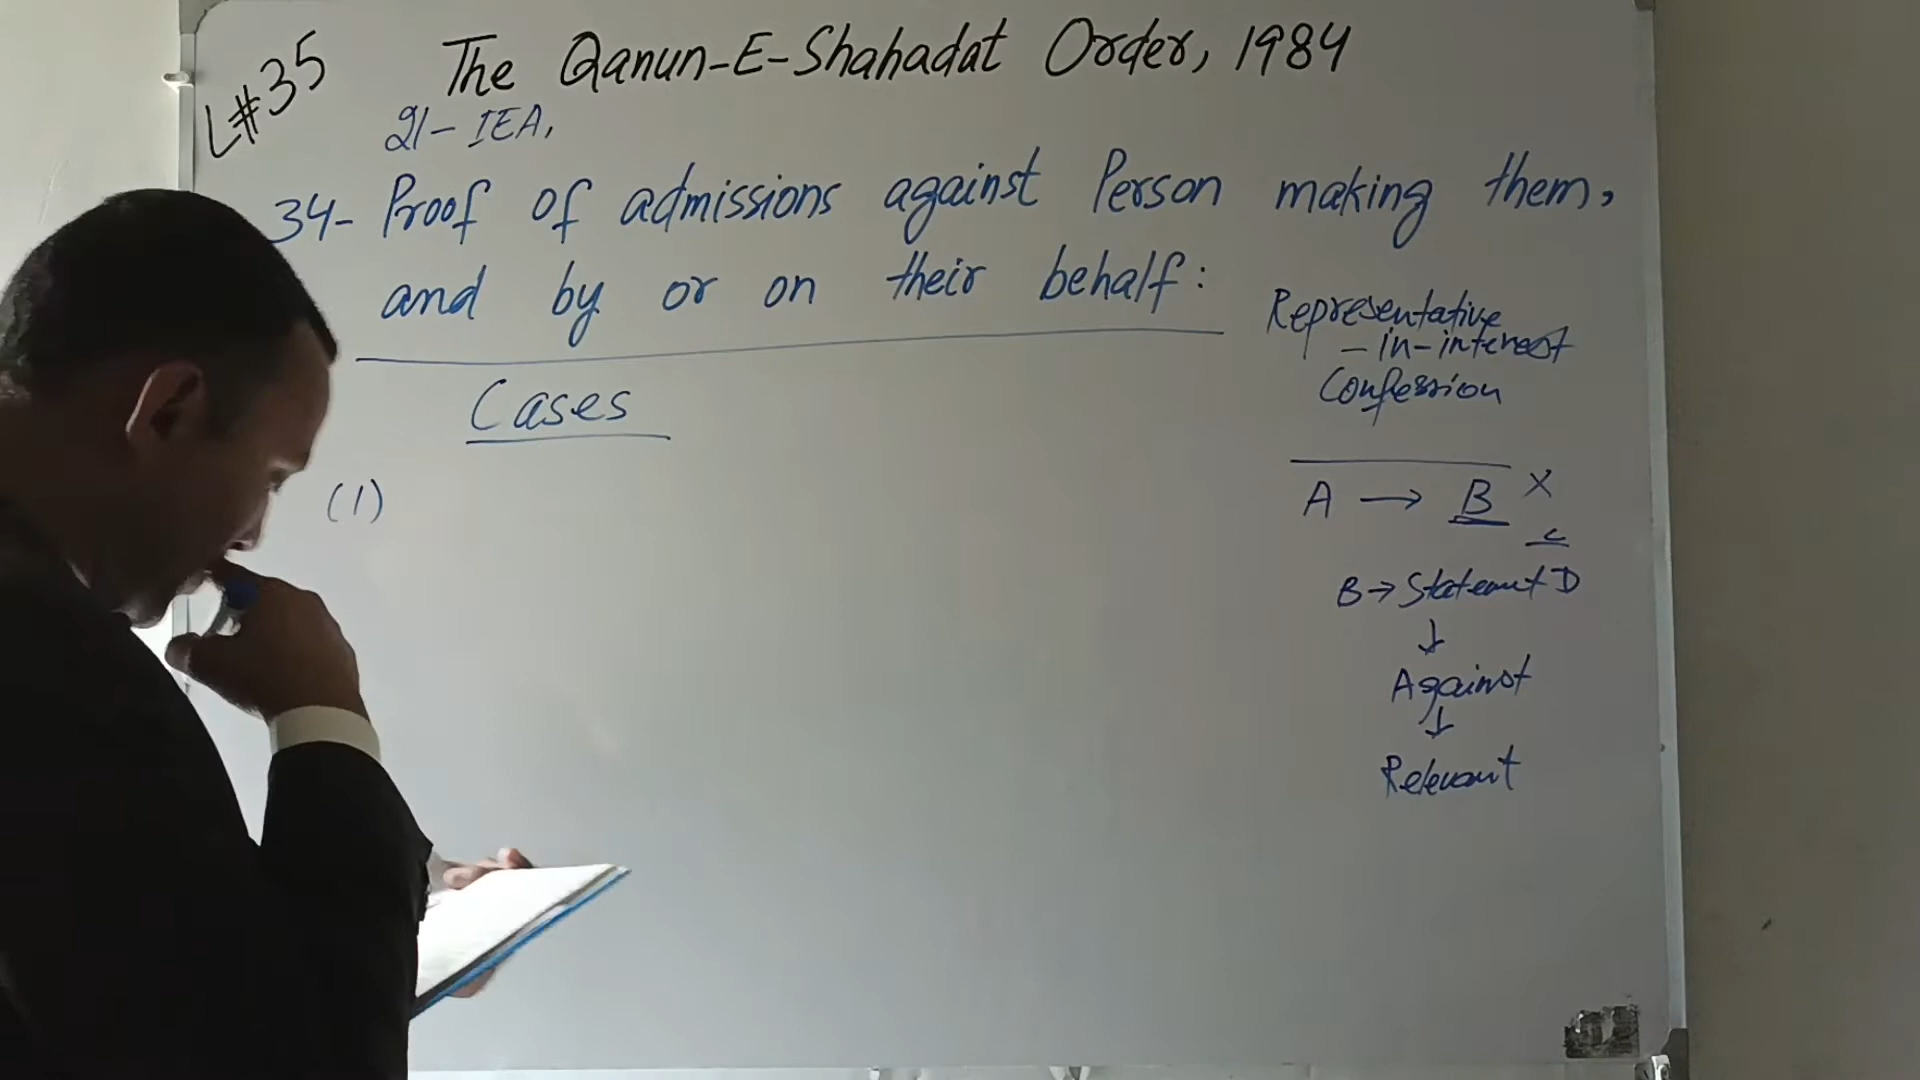 L#35
The Qanun-E-Shahadat Order, 1984
21- IEA,
34- Proof of admissions against Person making them,
and by or on their behalf:
Representative
-in-interest
Confession
Cases
(1)
A → B X
C
B → Statement D
↓
Against
↓
Relevant